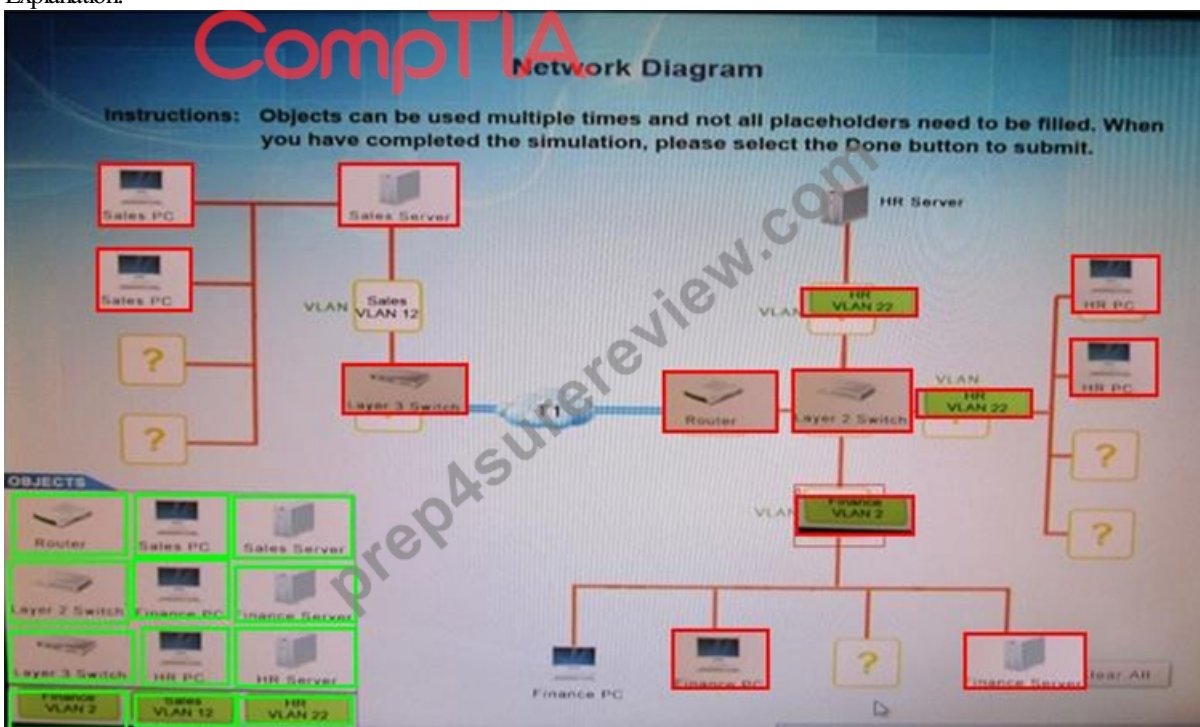 Explanation:
CompTIA
Network Diagram
Instructions: Objects can be used multiple times and not all placeholders need to be filled. When
you have completed the simulation, please select the Done button to submit.
Sales PC
Sales Server
HR Server
Sales PC
VLAN
Sales
VLAN 12
VLAN
HR
VLAN 22
HR PC
?
Layer 3 Switch
T1
Router
Layer 2 Switch
VLAN
HR
VLAN 22
HR PC
?
?
?
VLAN
Finance
VLAN 2
OBJECTS
Router
Sales PC
Sales Server
Layer 2 Switch
Finance PC
Finance Server
Layer 3 Switch
HR PC
HR Server
Finance
VLAN 2
Sales
VLAN 12
HR
VLAN 22
Finance PC
Finance PC
?
Finance Server
Clear All
prep4surereview.com